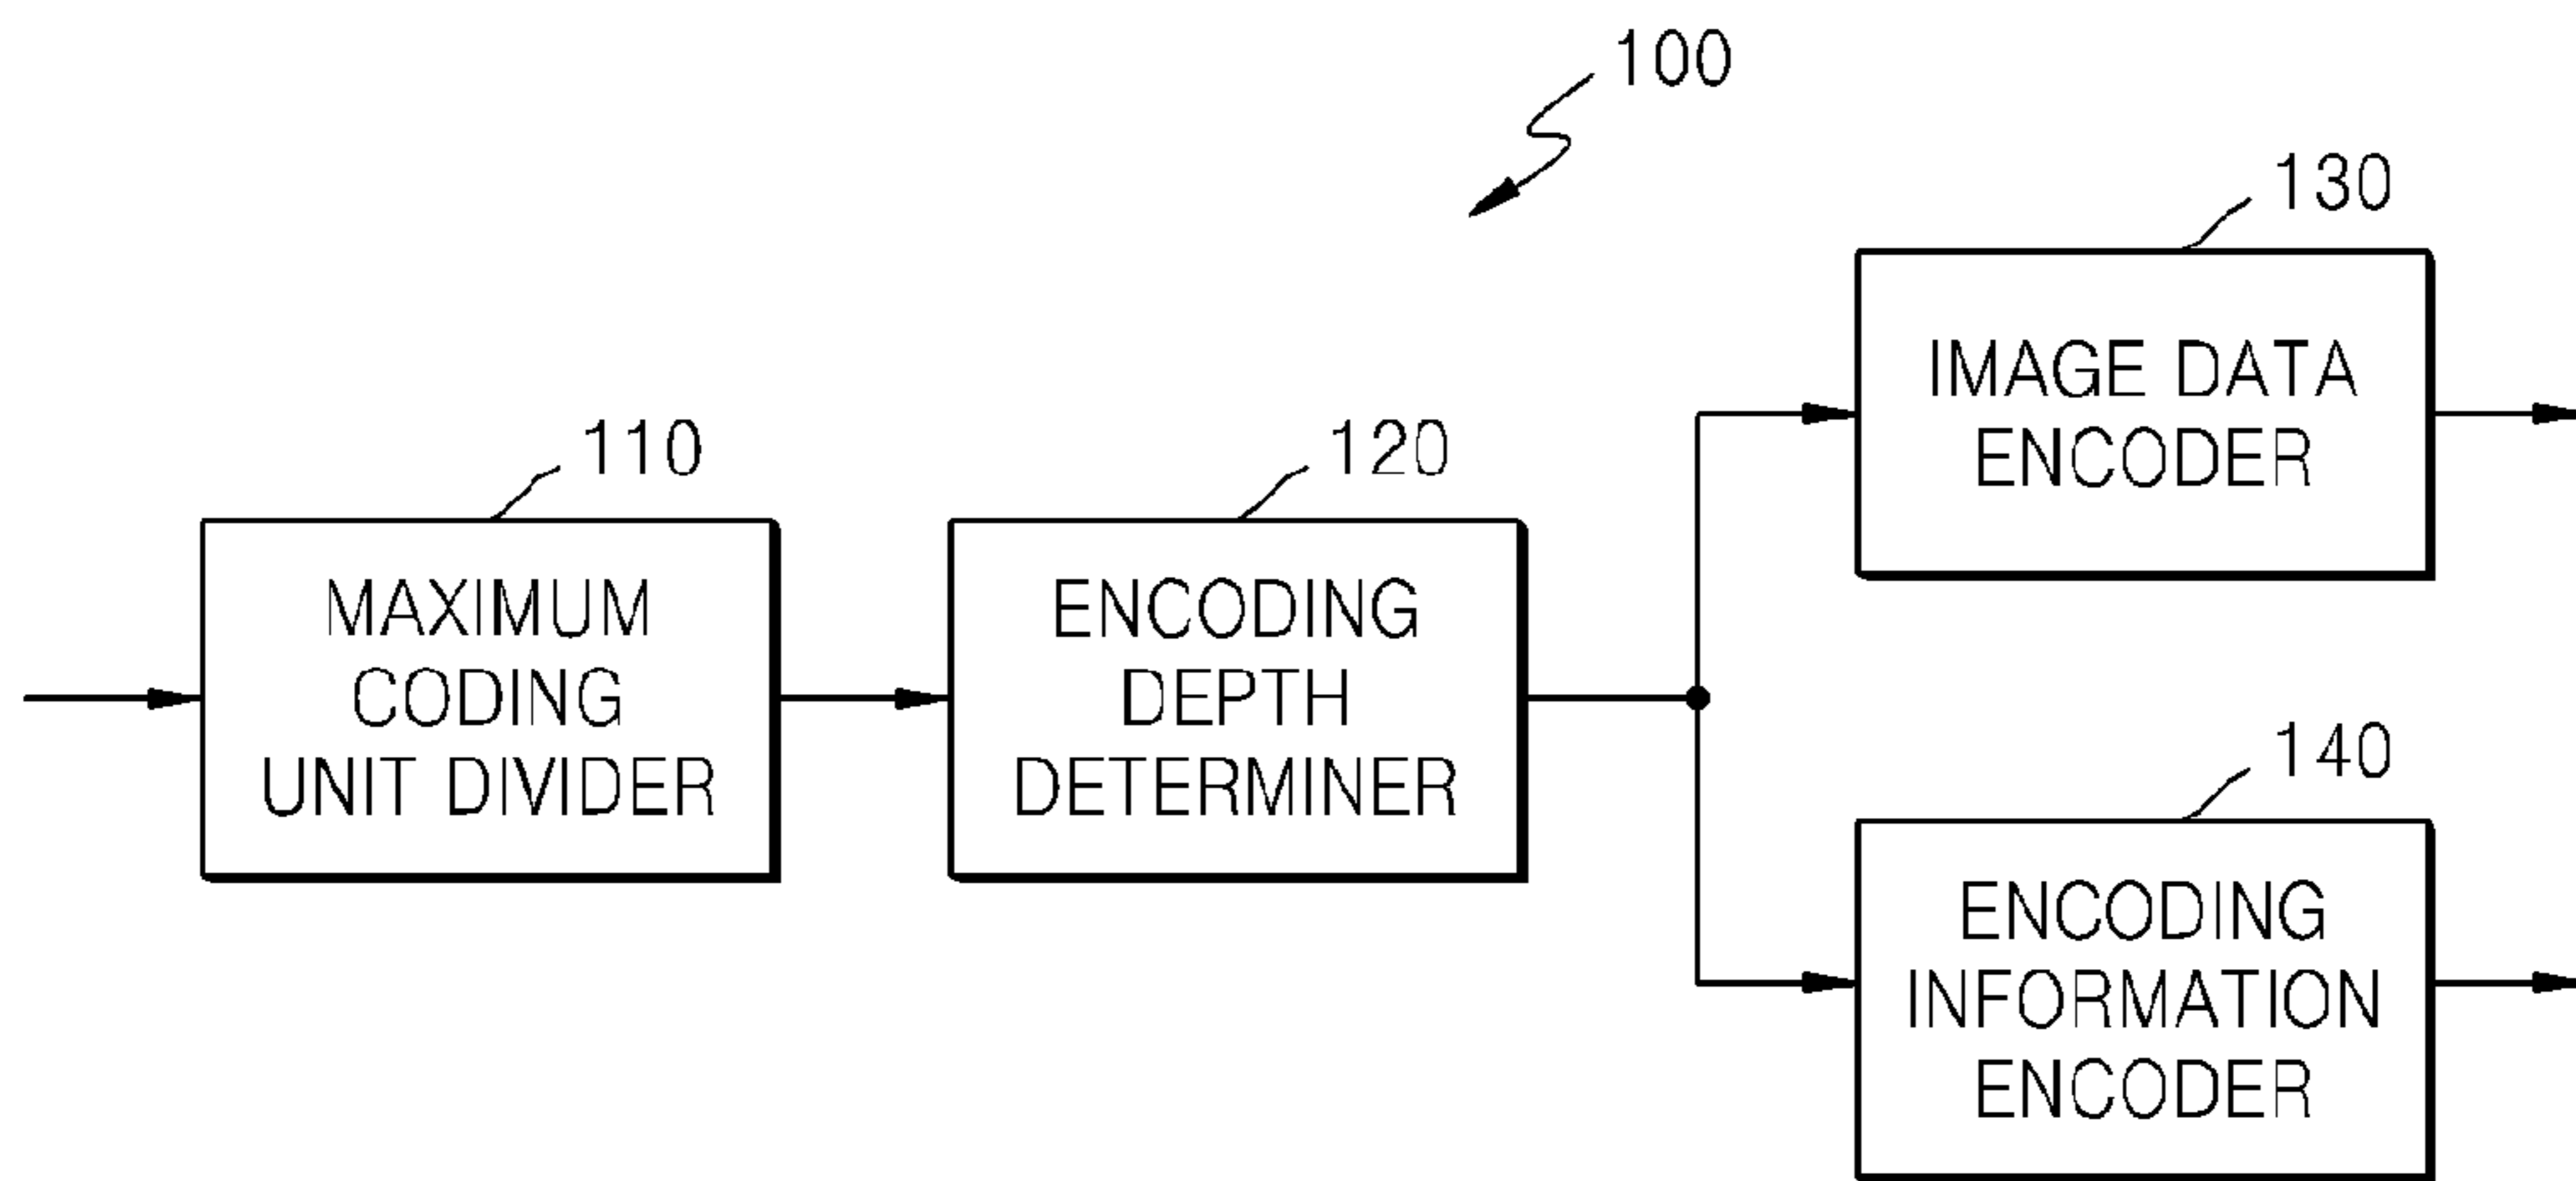 100
110
MAXIMUM
CODING
UNIT DIVIDER
120
ENCODING
DEPTH
DETERMINER
130
IMAGE DATA
ENCODER
140
ENCODING
INFORMATION
ENCODER